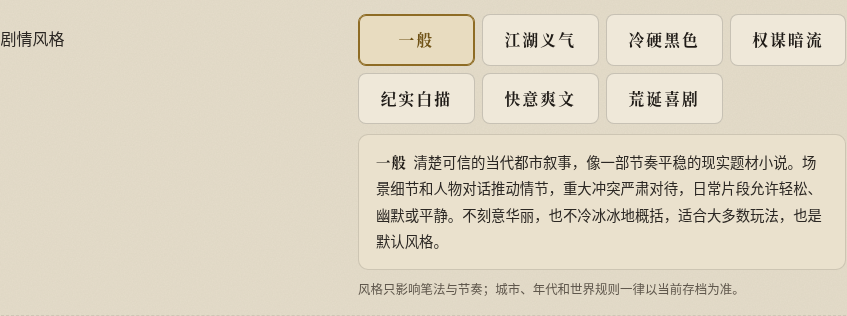 剧情风格
一般
江湖义气
冷硬黑色
权谋暗流
纪实白描
快意爽文
荒诞喜剧
一般 清楚可信的当代都市叙事，像一部节奏平稳的现实题材小说。场
景细节和人物对话推动情节，重大冲突严肃对待，日常片段允许轻松、
幽默或平静。不刻意华丽，也不冷冰冰地概括，适合大多数玩法，也是
默认风格。
风格只影响笔法与节奏；城市、年代和世界规则一律以当前存档为准。